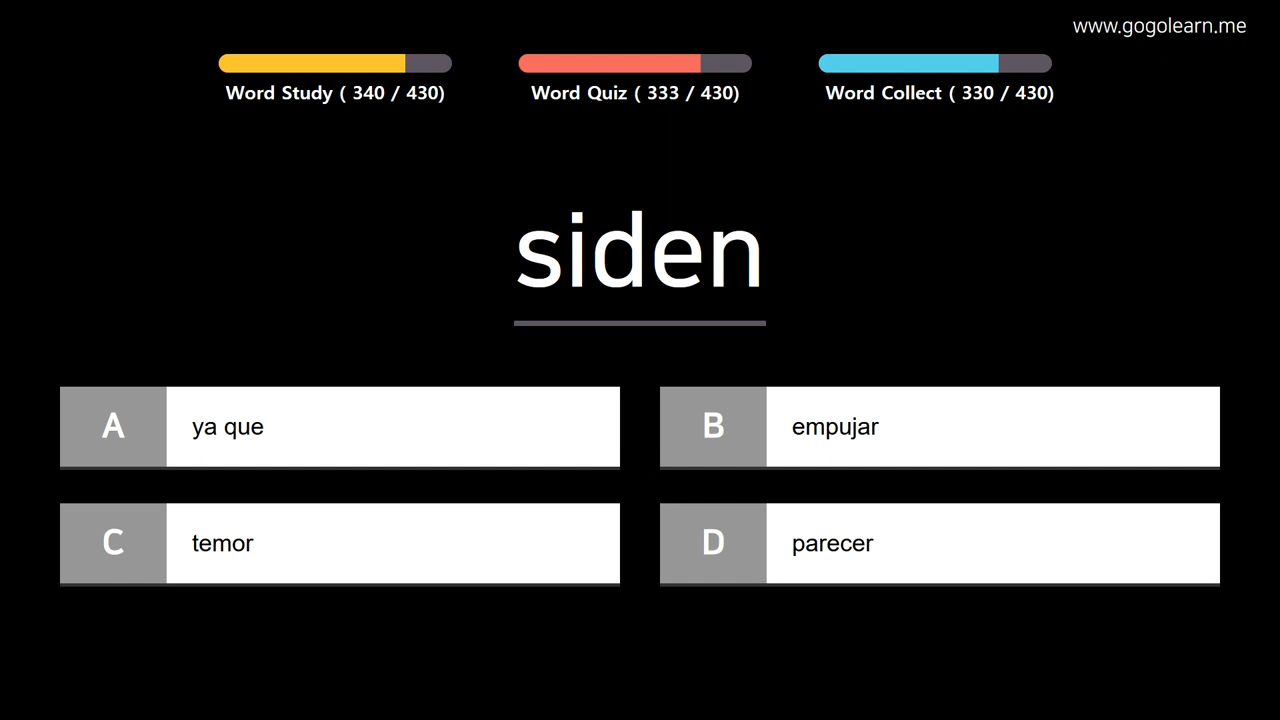 www.gogolearn.me
Word Study ( 340 / 430)
Word Quiz ( 333 / 430)
Word Collect ( 330 / 430)
siden
A
ya que
B
empujar
C
temor
D
parecer